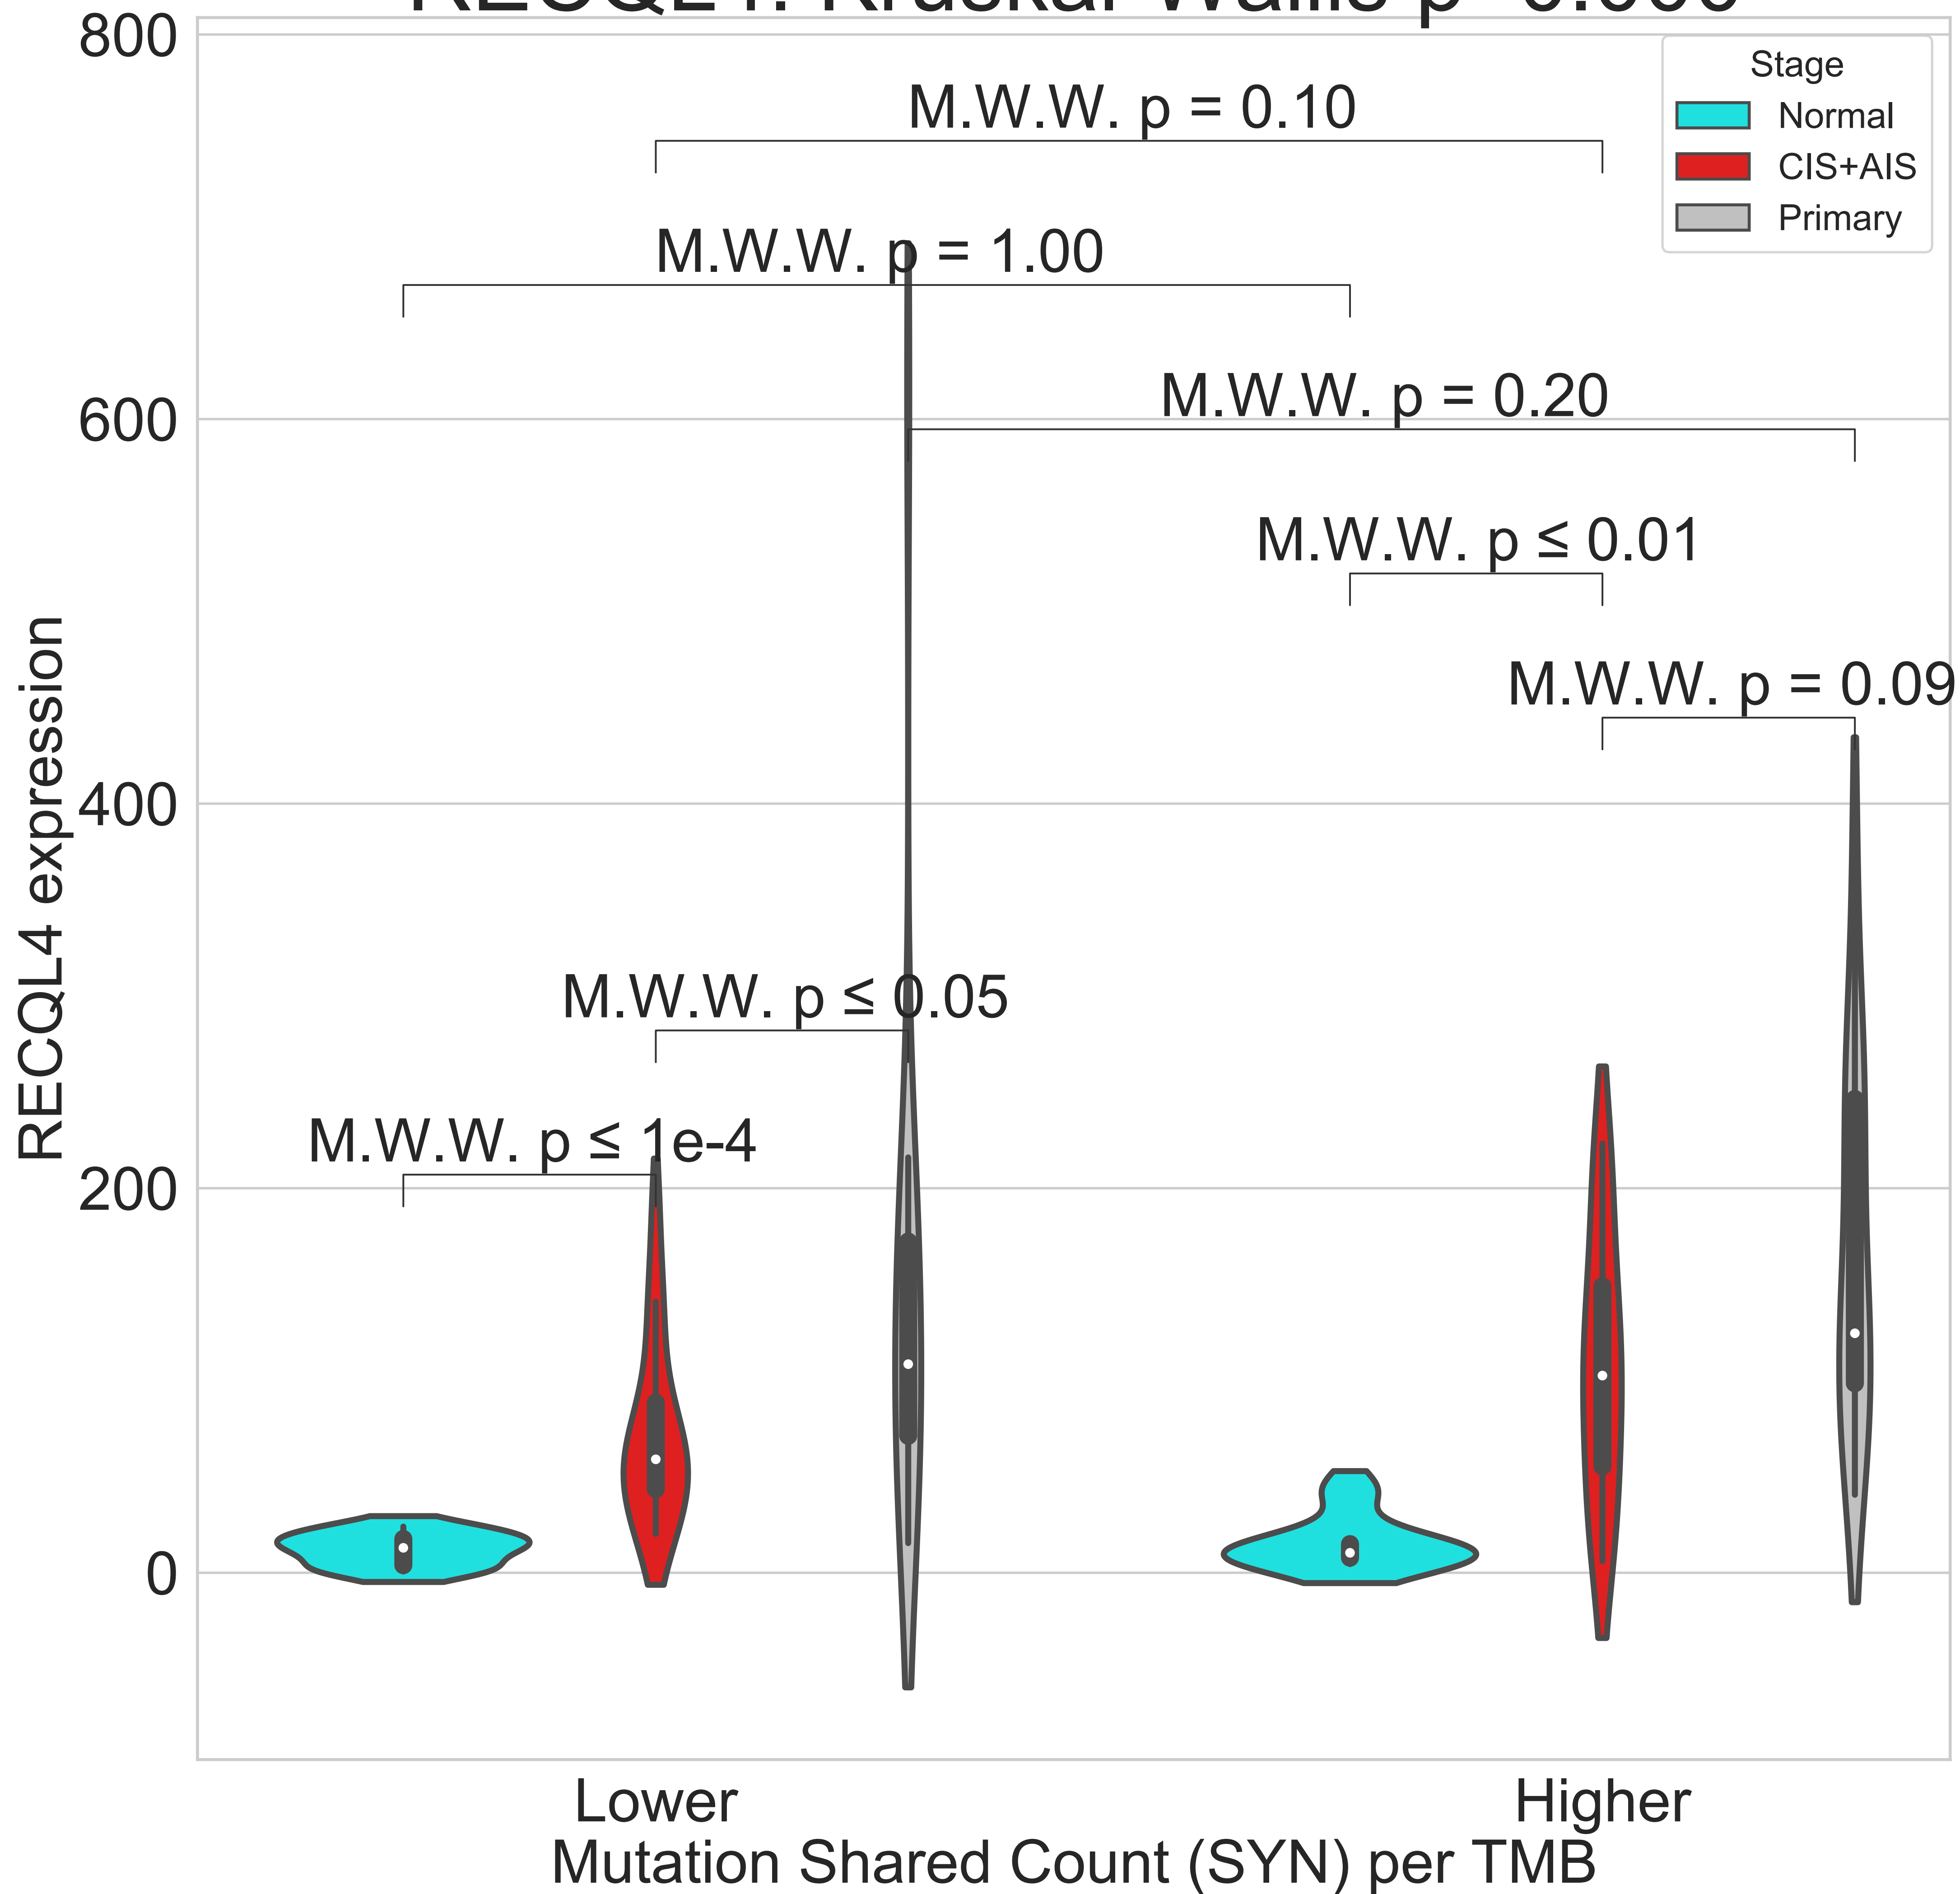 800
Stage
Normal
CIS+AIS
Primary
M.W.W. p = 0.10
M.W.W. p = 1.00
M.W.W. p = 0.20
600
M.W.W. p ≤ 0.01
M.W.W. p = 0.09
400
M.W.W. p ≤ 0.05
M.W.W. p ≤ 1e-4
200
0
RECQL4 expression
Lower
Higher
Mutation Shared Count (SYN) per TMB